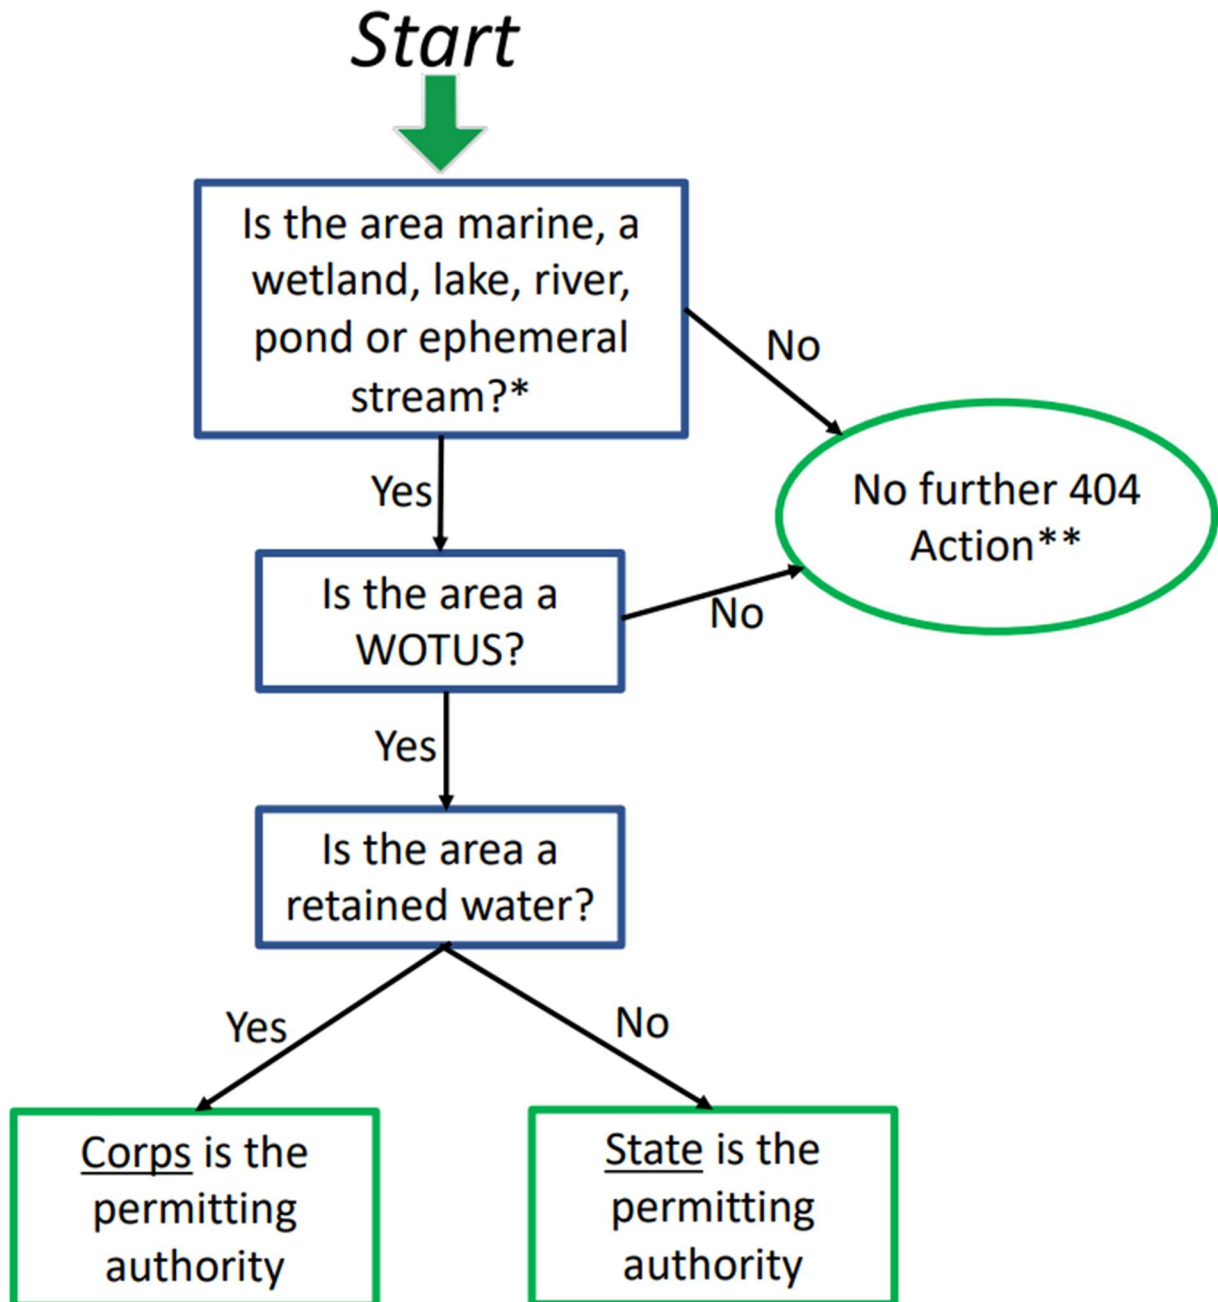 Start
Is the area marine, a
wetland, lake, river,
pond or ephemeral
stream?*
No
Yes
No further 404
Action**
Is the area a
WOTUS?
No
Yes
Is the area a
retained water?
Yes
No
Corps is the
permitting
authority
State is the
permitting
authority